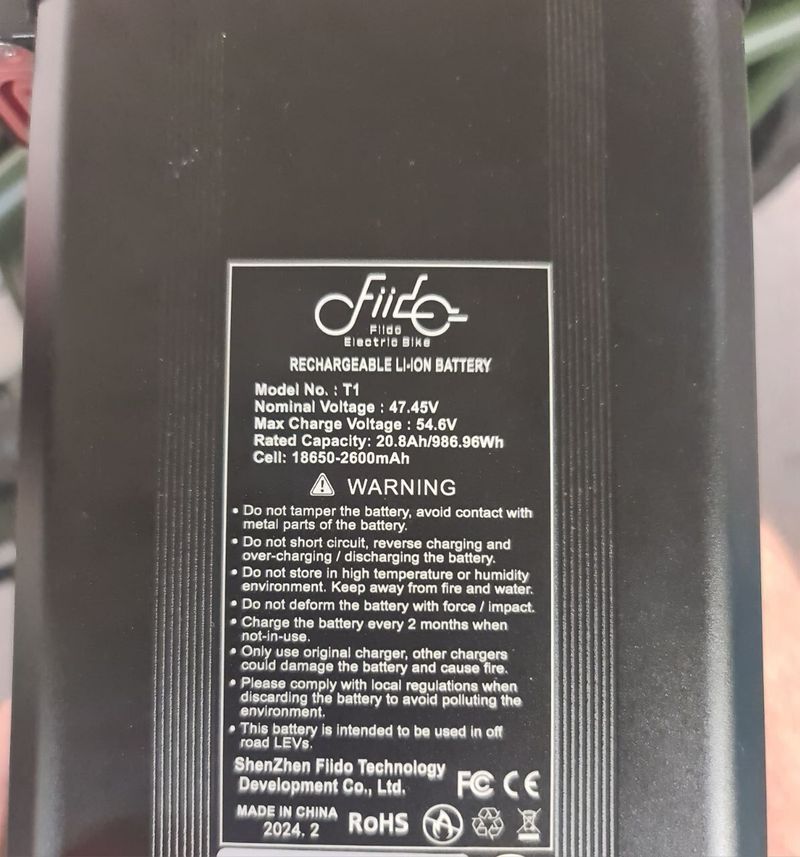 Fiido
Fiido
Electric Bike
RECHARGEABLE LI-ION BATTERY
Model No. : T1
Nominal Voltage : 47.45V
Max Charge Voltage : 54.6V
Rated Capacity: 20.8Ah/986.96Wh
Cell: 18650-2600mAh
WARNING
• Do not tamper the battery, avoid contact with
metal parts of the battery.
• Do not short circuit, reverse charging and
over-charging / discharging the battery.
• Do not store in high temperature or humidity
environment. Keep away from fire and water.
• Do not deform the battery with force / impact.
• Charge the battery every 2 months when
not-in-use.
• Only use original charger, other chargers
could damage the battery and cause fire.
• Please comply with local regulations when
discarding the battery to avoid polluting the
environment.
• This battery is intended to be used in off
road LEVs.
ShenZhen Fiido Technology
Development Co., Ltd.
FC CE
MADE IN CHINA
2024. 2
RoHS